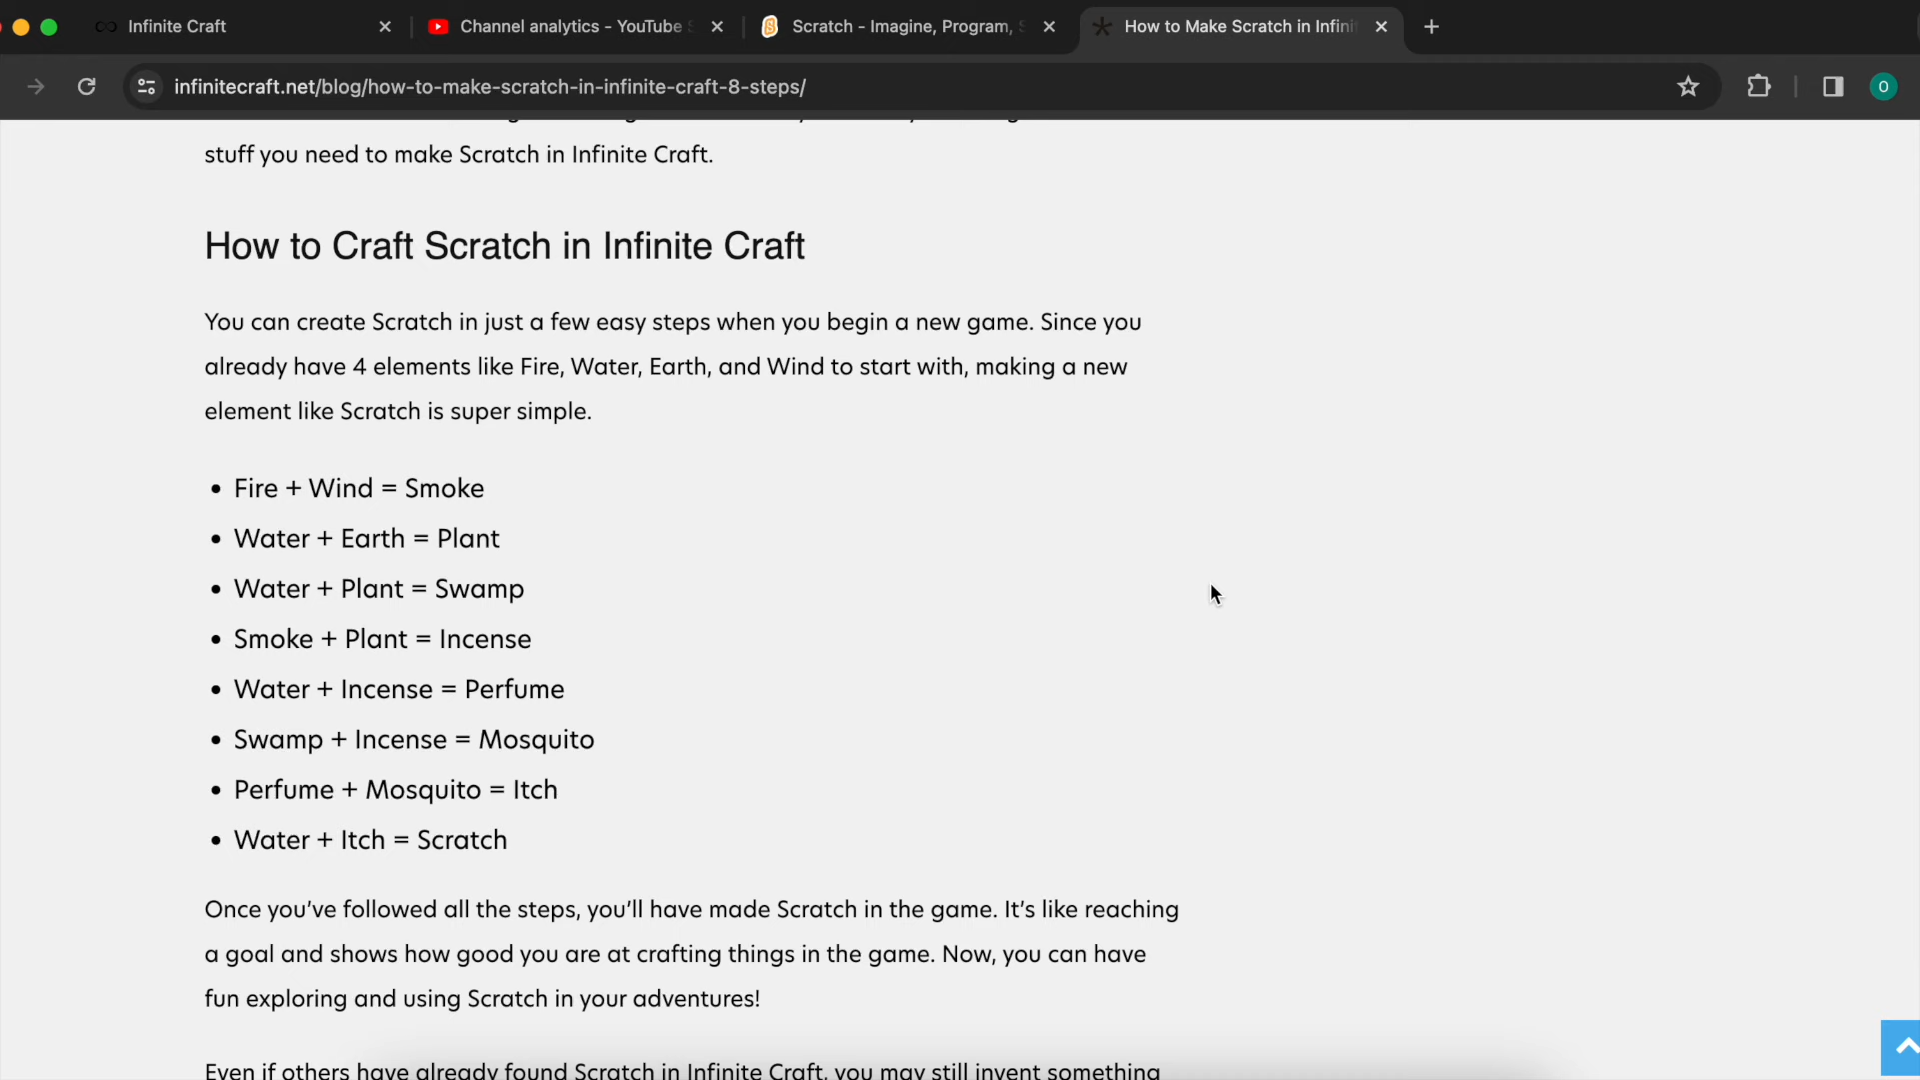 Infinite Craft
Channel analytics - YouTube S
Scratch - Imagine, Program, S
How to Make Scratch in Infini
infinitecraft.net/blog/how-to-make-scratch-in-infinite-craft-8-steps/
O
stuff you need to make Scratch in Infinite Craft.
How to Craft Scratch in Infinite Craft
You can create Scratch in just a few easy steps when you begin a new game. Since you
already have 4 elements like Fire, Water, Earth, and Wind to start with, making a new
element like Scratch is super simple.
• Fire + Wind = Smoke
• Water + Earth = Plant
• Water + Plant = Swamp
• Smoke + Plant = Incense
• Water + Incense = Perfume
• Swamp + Incense = Mosquito
• Perfume + Mosquito = Itch
• Water + Itch = Scratch
Once you’ve followed all the steps, you’ll have made Scratch in the game. It’s like reaching
a goal and shows how good you are at crafting things in the game. Now, you can have
fun exploring and using Scratch in your adventures!
Even if others have already found Scratch in Infinite Craft, you may still invent something